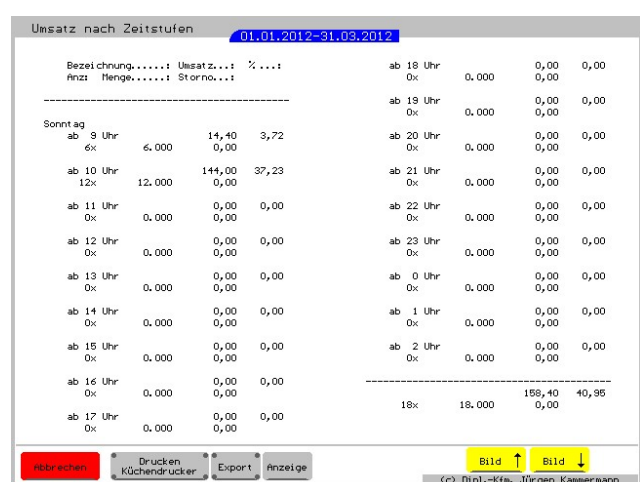 Umsatz nach Zeitstufen
01.01.2012-31.03.2012
Bezeichnung......: Umsatz...: %...:
Anz: Menge......: Storno...:
----------------------------------------
Sonntag
ab 9 Uhr 14,40 3,72
6x 6.000 0,00
ab 10 Uhr 144,00 37,23
12x 12.000 0,00
ab 11 Uhr 0,00 0,00
0x 0.000 0,00
ab 12 Uhr 0,00 0,00
0x 0.000 0,00
ab 13 Uhr 0,00 0,00
0x 0.000 0,00
ab 14 Uhr 0,00 0,00
0x 0.000 0,00
ab 15 Uhr 0,00 0,00
0x 0.000 0,00
ab 16 Uhr 0,00 0,00
0x 0.000 0,00
ab 17 Uhr 0,00 0,00
0x 0.000 0,00
ab 18 Uhr 0,00 0,00
0x 0.000 0,00
ab 19 Uhr 0,00 0,00
0x 0.000 0,00
ab 20 Uhr 0,00 0,00
0x 0.000 0,00
ab 21 Uhr 0,00 0,00
0x 0.000 0,00
ab 22 Uhr 0,00 0,00
0x 0.000 0,00
ab 23 Uhr 0,00 0,00
0x 0.000 0,00
ab 0 Uhr 0,00 0,00
0x 0.000 0,00
ab 1 Uhr 0,00 0,00
0x 0.000 0,00
ab 2 Uhr 0,00 0,00
0x 0.000 0,00
----------------------------------------
158,40 40,95
18x 18.000 0,00
Abbrechen
Drucken
Küchendrucker
Export
Anzeige
Bild ↑
Bild ↓
(c) Dipl.-Kfm. Jürgen Kammermann